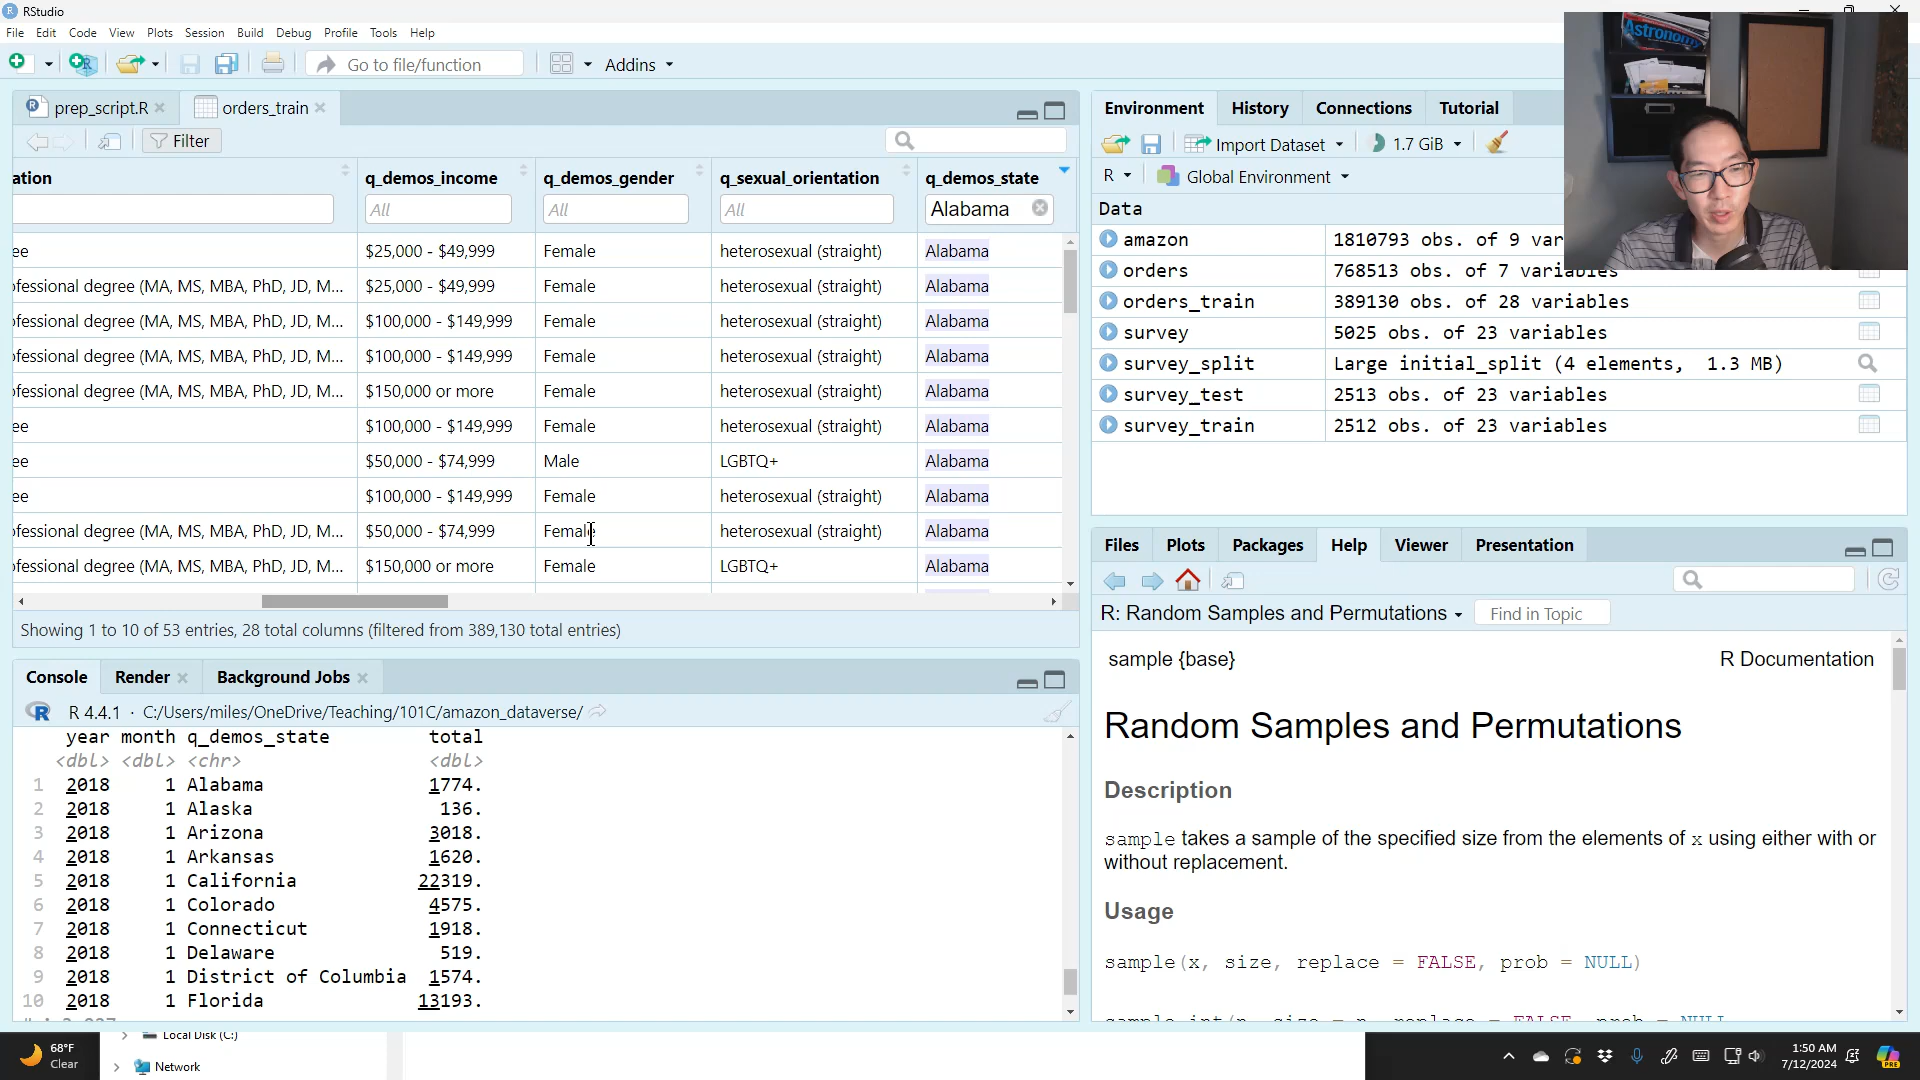 RStudio
File Edit Code View Plots Session Build Debug Profile Tools Help
Go to file/function Addins
Astronomy
prep_script.R orders_train
Filter
ation q_demos_income q_demos_gender q_sexual_orientation q_demos_state
All All All Alabama
ee $25,000 - $49,999 Female heterosexual (straight) Alabama
ofessional degree (MA, MS, MBA, PhD, JD, M... $25,000 - $49,999 Female heterosexual (straight) Alabama
ofessional degree (MA, MS, MBA, PhD, JD, M... $100,000 - $149,999 Female heterosexual (straight) Alabama
ofessional degree (MA, MS, MBA, PhD, JD, M... $100,000 - $149,999 Female heterosexual (straight) Alabama
ofessional degree (MA, MS, MBA, PhD, JD, M... $150,000 or more Female heterosexual (straight) Alabama
ee $100,000 - $149,999 Female heterosexual (straight) Alabama
ee $50,000 - $74,999 Male LGBTQ+ Alabama
ee $100,000 - $149,999 Female heterosexual (straight) Alabama
ofessional degree (MA, MS, MBA, PhD, JD, M... $50,000 - $74,999 Female heterosexual (straight) Alabama
ofessional degree (MA, MS, MBA, PhD, JD, M... $150,000 or more Female LGBTQ+ Alabama
Showing 1 to 10 of 53 entries, 28 total columns (filtered from 389,130 total entries)
Console Render Background Jobs
R 4.4.1 · C:/Users/miles/OneDrive/Teaching/101C/amazon_dataverse/
year month q_demos_state total
<dbl> <dbl> <chr> <dbl>
1 2018 1 Alabama 1774.
2 2018 1 Alaska 136.
3 2018 1 Arizona 3018.
4 2018 1 Arkansas 1620.
5 2018 1 California 22319.
6 2018 1 Colorado 4575.
7 2018 1 Connecticut 1918.
8 2018 1 Delaware 519.
9 2018 1 District of Columbia 1574.
10 2018 1 Florida 13193.
Environment History Connections Tutorial
Import Dataset 1.7 GiB
R Global Environment
Data
amazon 1810793 obs. of 9 var
orders 768513 obs. of 7 variables
orders_train 389130 obs. of 28 variables
survey 5025 obs. of 23 variables
survey_split Large initial_split (4 elements, 1.3 MB)
survey_test 2513 obs. of 23 variables
survey_train 2512 obs. of 23 variables
Files Plots Packages Help Viewer Presentation
R: Random Samples and Permutations Find in Topic
sample {base} R Documentation
Random Samples and Permutations
Description
sample takes a sample of the specified size from the elements of x using either with or
without replacement.
Usage
sample(x, size, replace = FALSE, prob = NULL)
68°F
Clear
Local Disk (C:)
Network
1:50 AM
7/12/2024
PRE